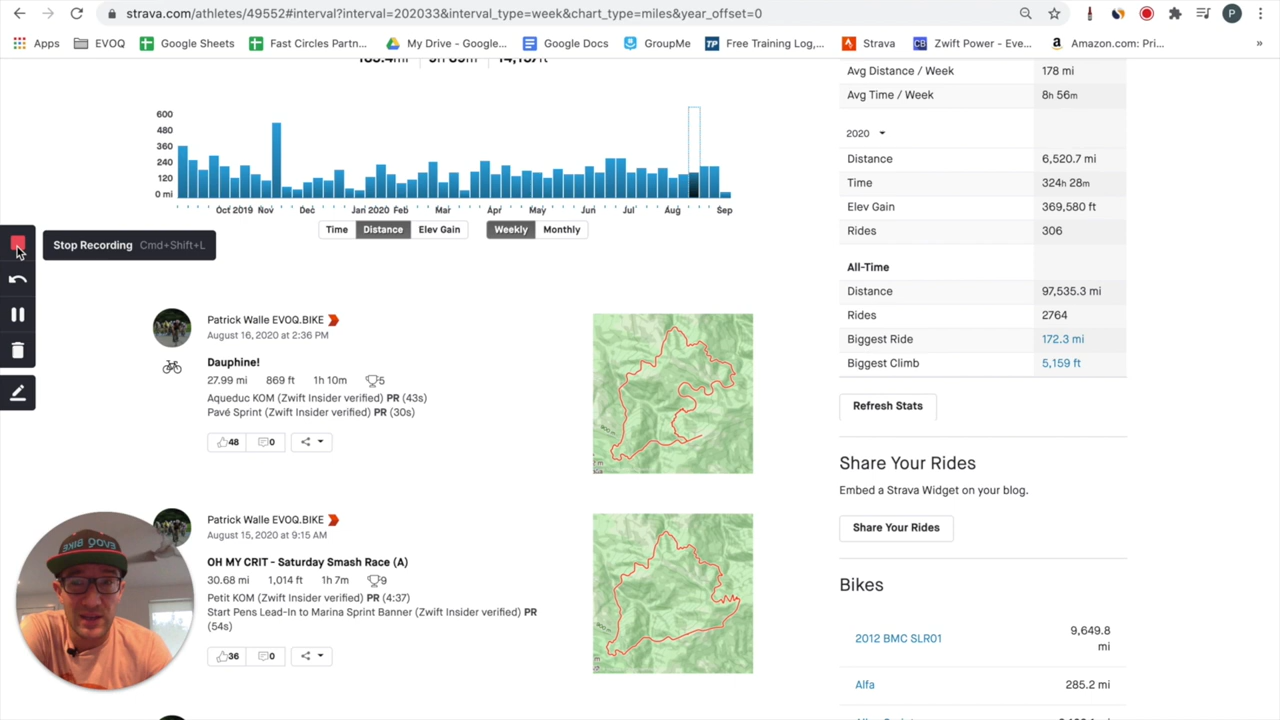 strava.com/athletes/49552#interval?interval=202033&interval_type=week&chart_type=miles&year_offset=0
P
Apps EVOQ Google Sheets Fast Circles Partn... My Drive - Google... Google Docs GroupMe TP Free Training Log,... Strava CB Zwift Power - Eve... Amazon.com: Pri... »
Avg Distance / Week 178 mi
Avg Time / Week 8h 56m
2020
Distance 6,520.7 mi
Time 324h 28m
Elev Gain 369,580 ft
Rides 306
All-Time
Distance 97,535.3 mi
Rides 2764
Biggest Ride 172.3 mi
Biggest Climb 5,159 ft
Refresh Stats
Share Your Rides
Embed a Strava Widget on your blog.
Share Your Rides
Bikes
2012 BMC SLR01 9,649.8 mi
Alfa 285.2 mi
600
480
360
240
120
0 mi
Oct 2019 Nov Dec Jan 2020 Feb Mar Apr May Jun Jul Aug Sep
Time Distance Elev Gain Weekly Monthly
Stop Recording Cmd+Shift+L
Patrick Walle EVOQ.BIKE
August 16, 2020 at 2:36 PM
Dauphine!
27.99 mi 869 ft 1h 10m 5
Aqueduc KOM (Zwift Insider verified) PR (43s)
Pavé Sprint (Zwift Insider verified) PR (30s)
48 0
Patrick Walle EVOQ.BIKE
August 15, 2020 at 9:15 AM
OH MY CRIT - Saturday Smash Race (A)
30.68 mi 1,014 ft 1h 7m 9
Petit KOM (Zwift Insider verified) PR (4:37)
Start Pens Lead-In to Marina Sprint Banner (Zwift Insider verified) PR
(54s)
36 0
EVOQ BIKE